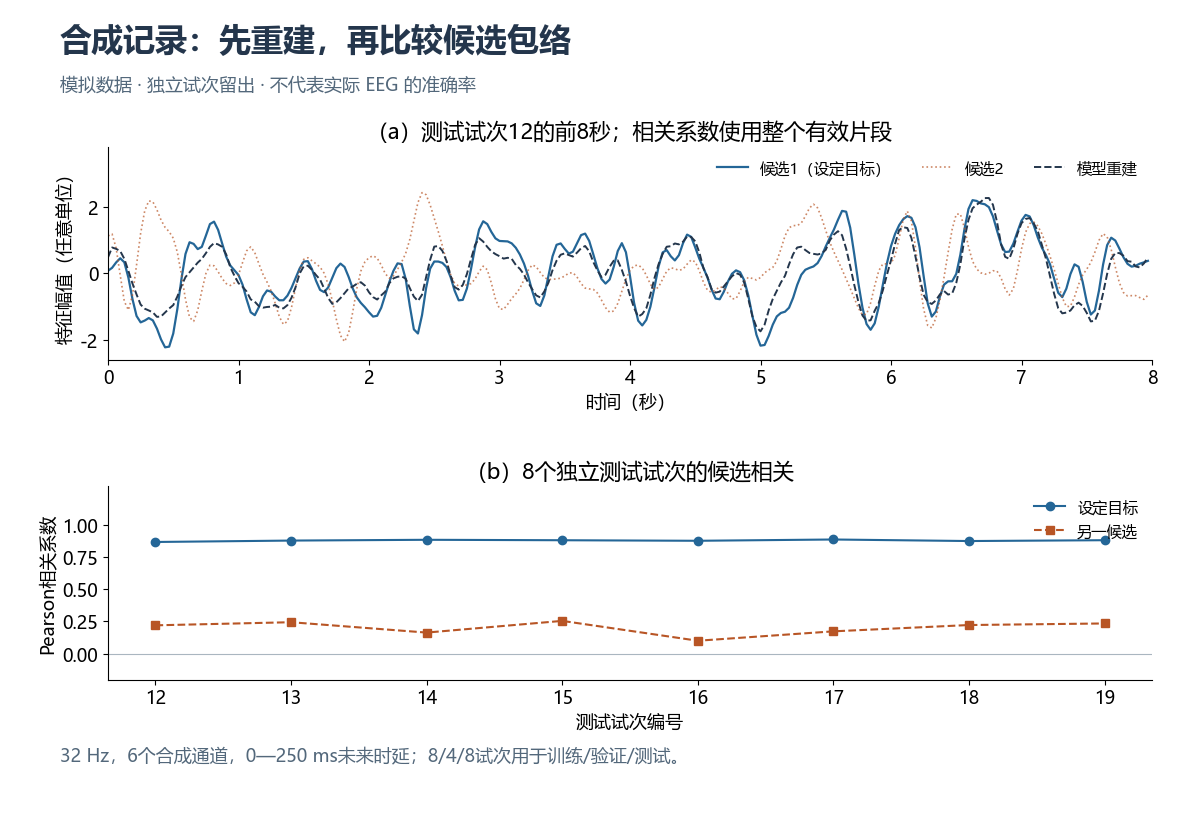 合成记录：先重建，再比较候选包络
模拟数据 · 独立试次留出 · 不代表实际 EEG 的准确率
（a）测试试次12的前8秒；相关系数使用整个有效片段
候选1（设定目标）
候选2
模型重建
特征幅值（任意单位）
2
0
-2
0 1 2 3 4 5 6 7 8
时间（秒）
（b）8个独立测试试次的候选相关
设定目标
另一候选
Pearson相关系数
1.00
0.75
0.50
0.25
0.00
12 13 14 15 16 17 18 19
测试试次编号
32 Hz，6个合成通道，0—250 ms未来时延；8/4/8试次用于训练/验证/测试。